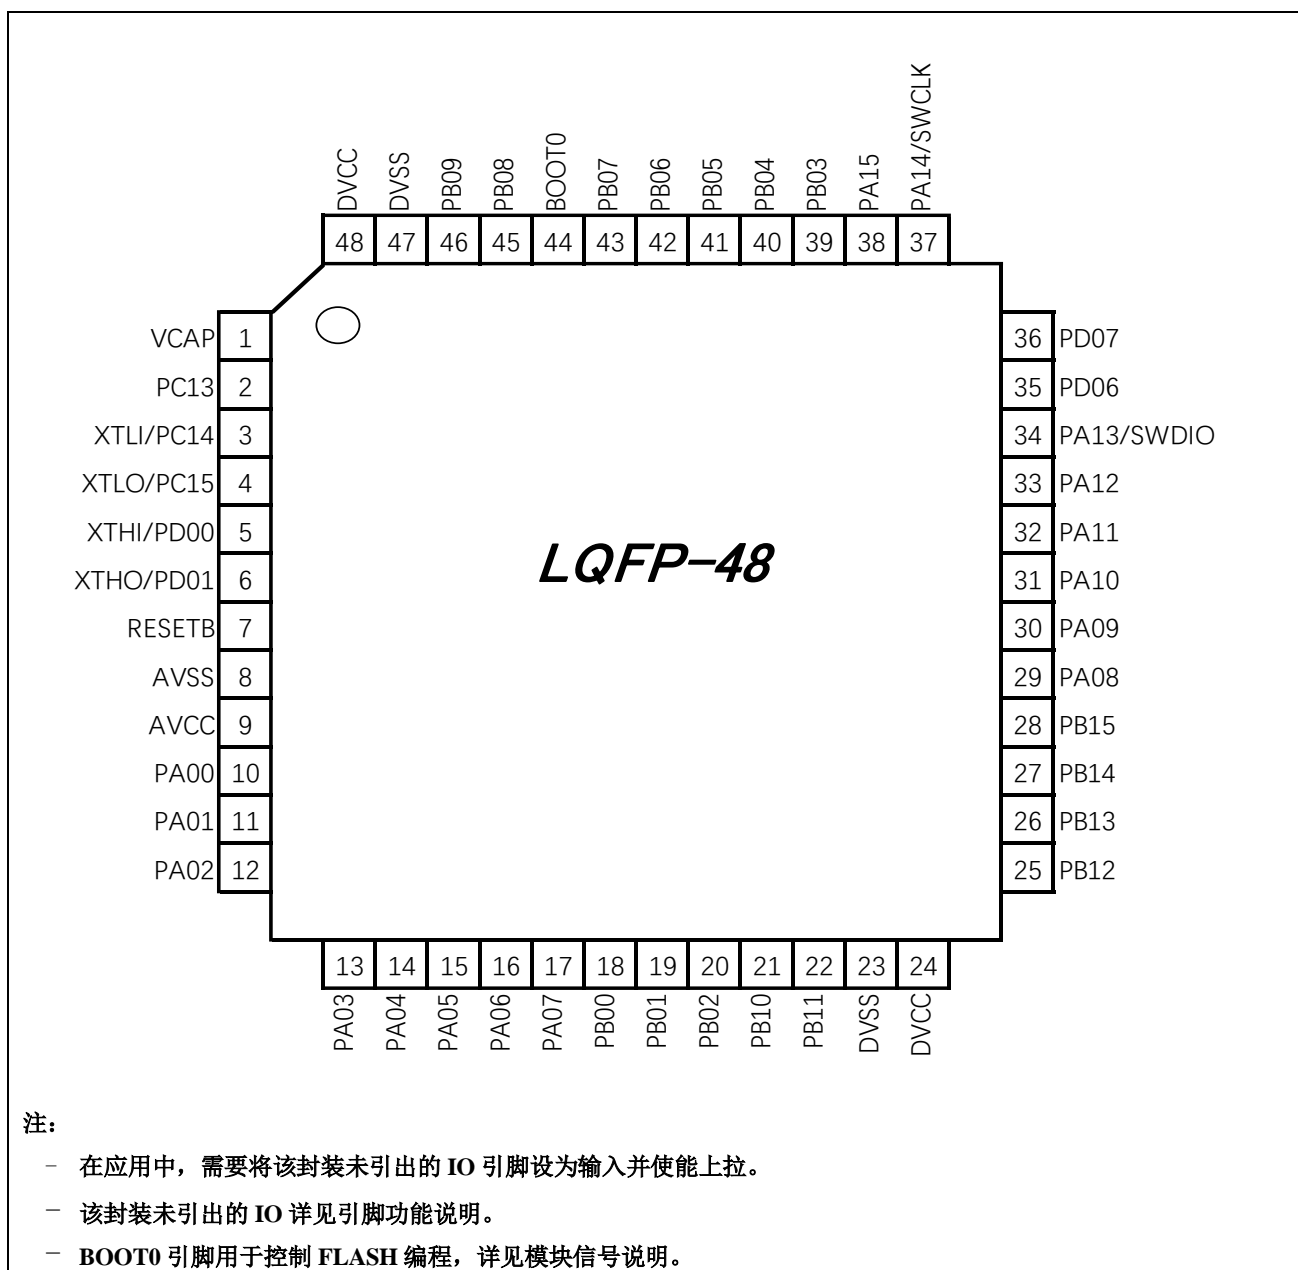 DVCC
DVSS
PB09
PB08
BOOT0
PB07
PB06
PB05
PB04
PB03
PA15
PA14/SWCLK
48 47 46 45 44 43 42 41 40 39 38 37
VCAP 1
PC13 2
XTLI/PC14 3
XTLO/PC15 4
XTHI/PD00 5
XTHO/PD01 6
RESETB 7
AVSS 8
AVCC 9
PA00 10
PA01 11
PA02 12
LQFP-48
36 PD07
35 PD06
34 PA13/SWDIO
33 PA12
32 PA11
31 PA10
30 PA09
29 PA08
28 PB15
27 PB14
26 PB13
25 PB12
13 14 15 16 17 18 19 20 21 22 23 24
PA03
PA04
PA05
PA06
PA07
PB00
PB01
PB02
PB10
PB11
DVSS
DVCC
注：
– 在应用中，需要将该封装未引出的 IO 引脚设为输入并使能上拉。
– 该封装未引出的 IO 详见引脚功能说明。
– BOOT0 引脚用于控制 FLASH 编程，详见模块信号说明。